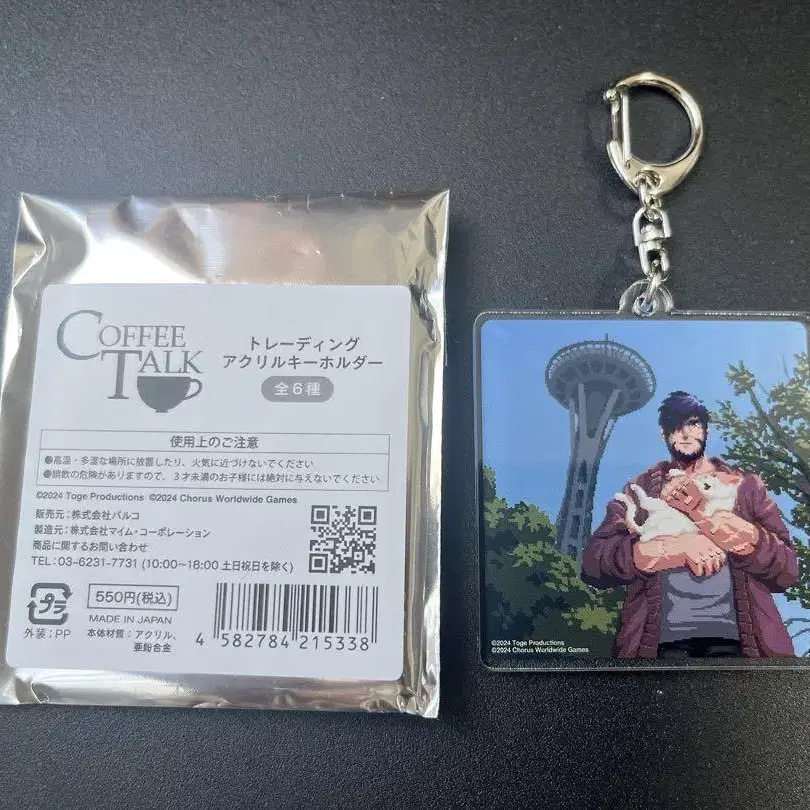 COFFEE
TALK
トレーディング
アクリルキーホルダー
全6種
使用上のご注意
●高温・多湿な場所に放置したり、火気に近づけないでください
●誤飲の危険がありますので、3才未満のお子様には絶対に与えないでください
©2024 Toge Productions ©2024 Chorus Worldwide Games
販売元:株式会社パルコ
製造元:株式会社マイム・コーポレーション
商品に関するお問い合わせ
TEL:03-6231-7731 (10:00~18:00 土日祝日を除く)
プラ
外装:PP
550円(税込)
MADE IN JAPAN
本体材質:アクリル、
亜鉛合金
4 582784 215338
©2024 Toge Productions
©2024 Chorus Worldwide Games